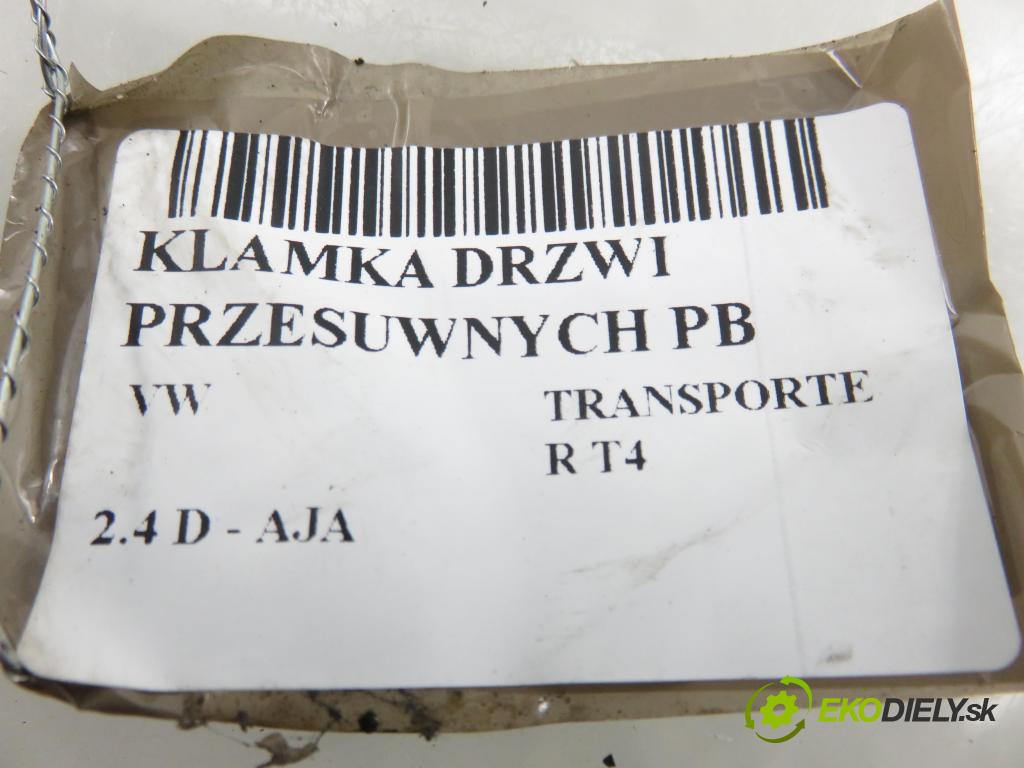 KLAMKA DRZWI
PRZESUWNYCH PB
VW TRANSPORTE
R T4
2.4 D - AJA
EKODIELY.sk